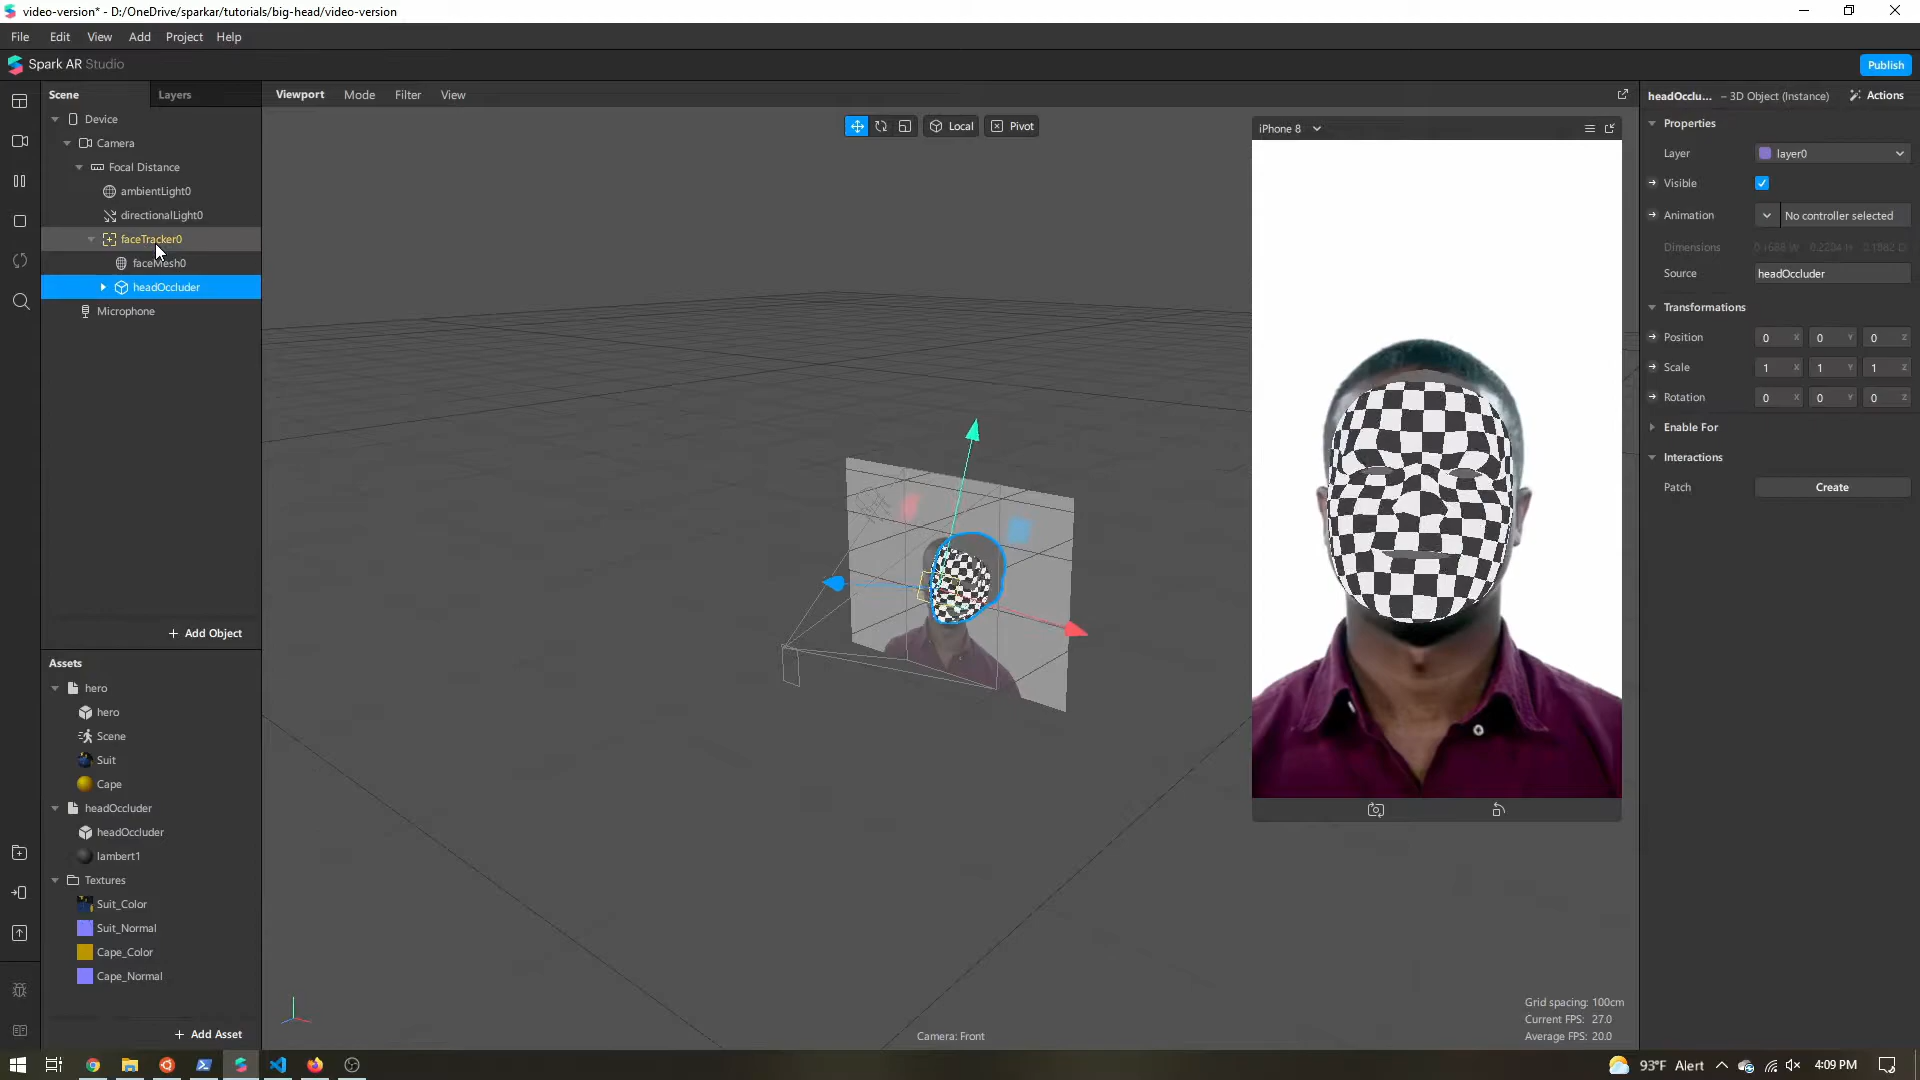 video-version* - D:/OneDrive/sparkar/tutorials/big-head/video-version
File Edit View Add Project Help
Spark AR Studio
Publish
Scene Layers
Device
Camera
Focal Distance
ambientLight0
directionalLight0
faceTracker0
faceMesh0
headOccluder
Microphone
+ Add Object
Assets
hero
hero
Scene
Suit
Cape
headOccluder
headOccluder
lambert1
Textures
Suit_Color
Suit_Normal
Cape_Color
Cape_Normal
+ Add Asset
Viewport Mode Filter View
Local Pivot
iPhone 8
Camera: Front
Grid spacing: 100cm
Current FPS: 27.0
Average FPS: 20.0
headOcclu... – 3D Object (Instance) Actions
Properties
Layer layer0
Visible
Animation No controller selected
Dimensions
Source headOccluder
Transformations
Position 0 X 0 Y 0 Z
Scale 1 X 1 Y 1 Z
Rotation 0 X 0 Y 0 Z
Enable For
Interactions
Patch Create
93°F Alert 4:09 PM